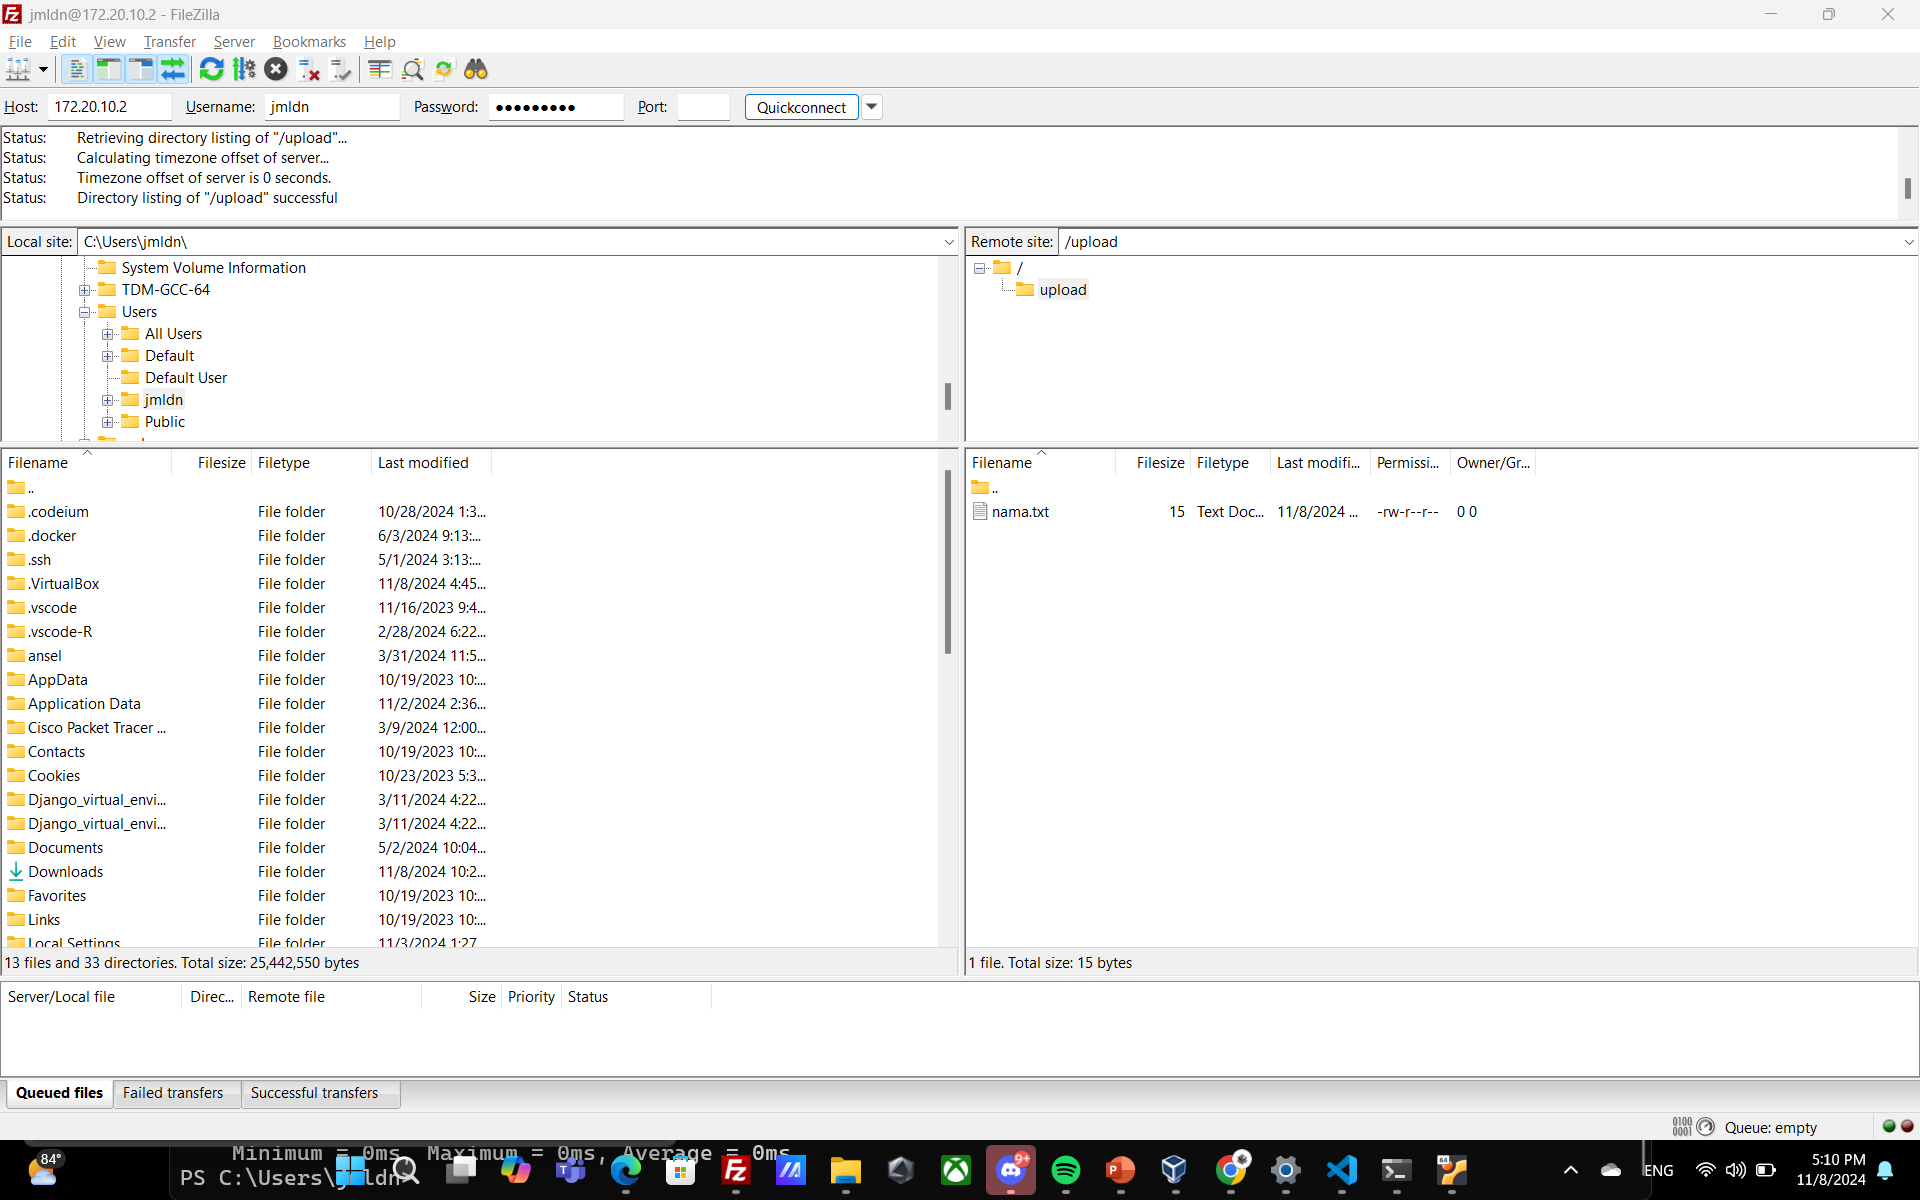 jmldn@172.20.10.2 - FileZilla
File Edit View Transfer Server Bookmarks Help
Host: 172.20.10.2 Username: jmldn Password: ●●●●●●●●● Port: Quickconnect
Status: Retrieving directory listing of "/upload"...
Status: Calculating timezone offset of server...
Status: Timezone offset of server is 0 seconds.
Status: Directory listing of "/upload" successful
Local site: C:\Users\jmldn\
System Volume Information
TDM-GCC-64
Users
All Users
Default
Default User
jmldn
Public
Remote site: /upload
/
upload
Filename Filesize Filetype Last modified
..
.codeium File folder 10/28/2024 1:3...
.docker File folder 6/3/2024 9:13:...
.ssh File folder 5/1/2024 3:13:...
.VirtualBox File folder 11/8/2024 4:45...
.vscode File folder 11/16/2023 9:4...
.vscode-R File folder 2/28/2024 6:22...
ansel File folder 3/31/2024 11:5...
AppData File folder 10/19/2023 10:...
Application Data File folder 11/2/2024 2:36...
Cisco Packet Tracer ... File folder 3/9/2024 12:00...
Contacts File folder 10/19/2023 10:...
Cookies File folder 10/23/2023 5:3...
Django_virtual_envi... File folder 3/11/2024 4:22...
Django_virtual_envi... File folder 3/11/2024 4:22...
Documents File folder 5/2/2024 10:04...
Downloads File folder 11/8/2024 10:2...
Favorites File folder 10/19/2023 10:...
Links File folder 10/19/2023 10:...
Local Settings File folder 11/3/2024 1:27
13 files and 33 directories. Total size: 25,442,550 bytes
Filename Filesize Filetype Last modifi... Permissi... Owner/Gr...
..
nama.txt 15 Text Doc... 11/8/2024 ... -rw-r--r-- 0 0
1 file. Total size: 15 bytes
Server/Local file Direc... Remote file Size Priority Status
Queued files Failed transfers Successful transfers
Queue: empty
Minimum = 0ms, Maximum = 0ms, Average = 0ms
PS C:\Users\jmldn>
84°
9+
ENG
5:10 PM
11/8/2024